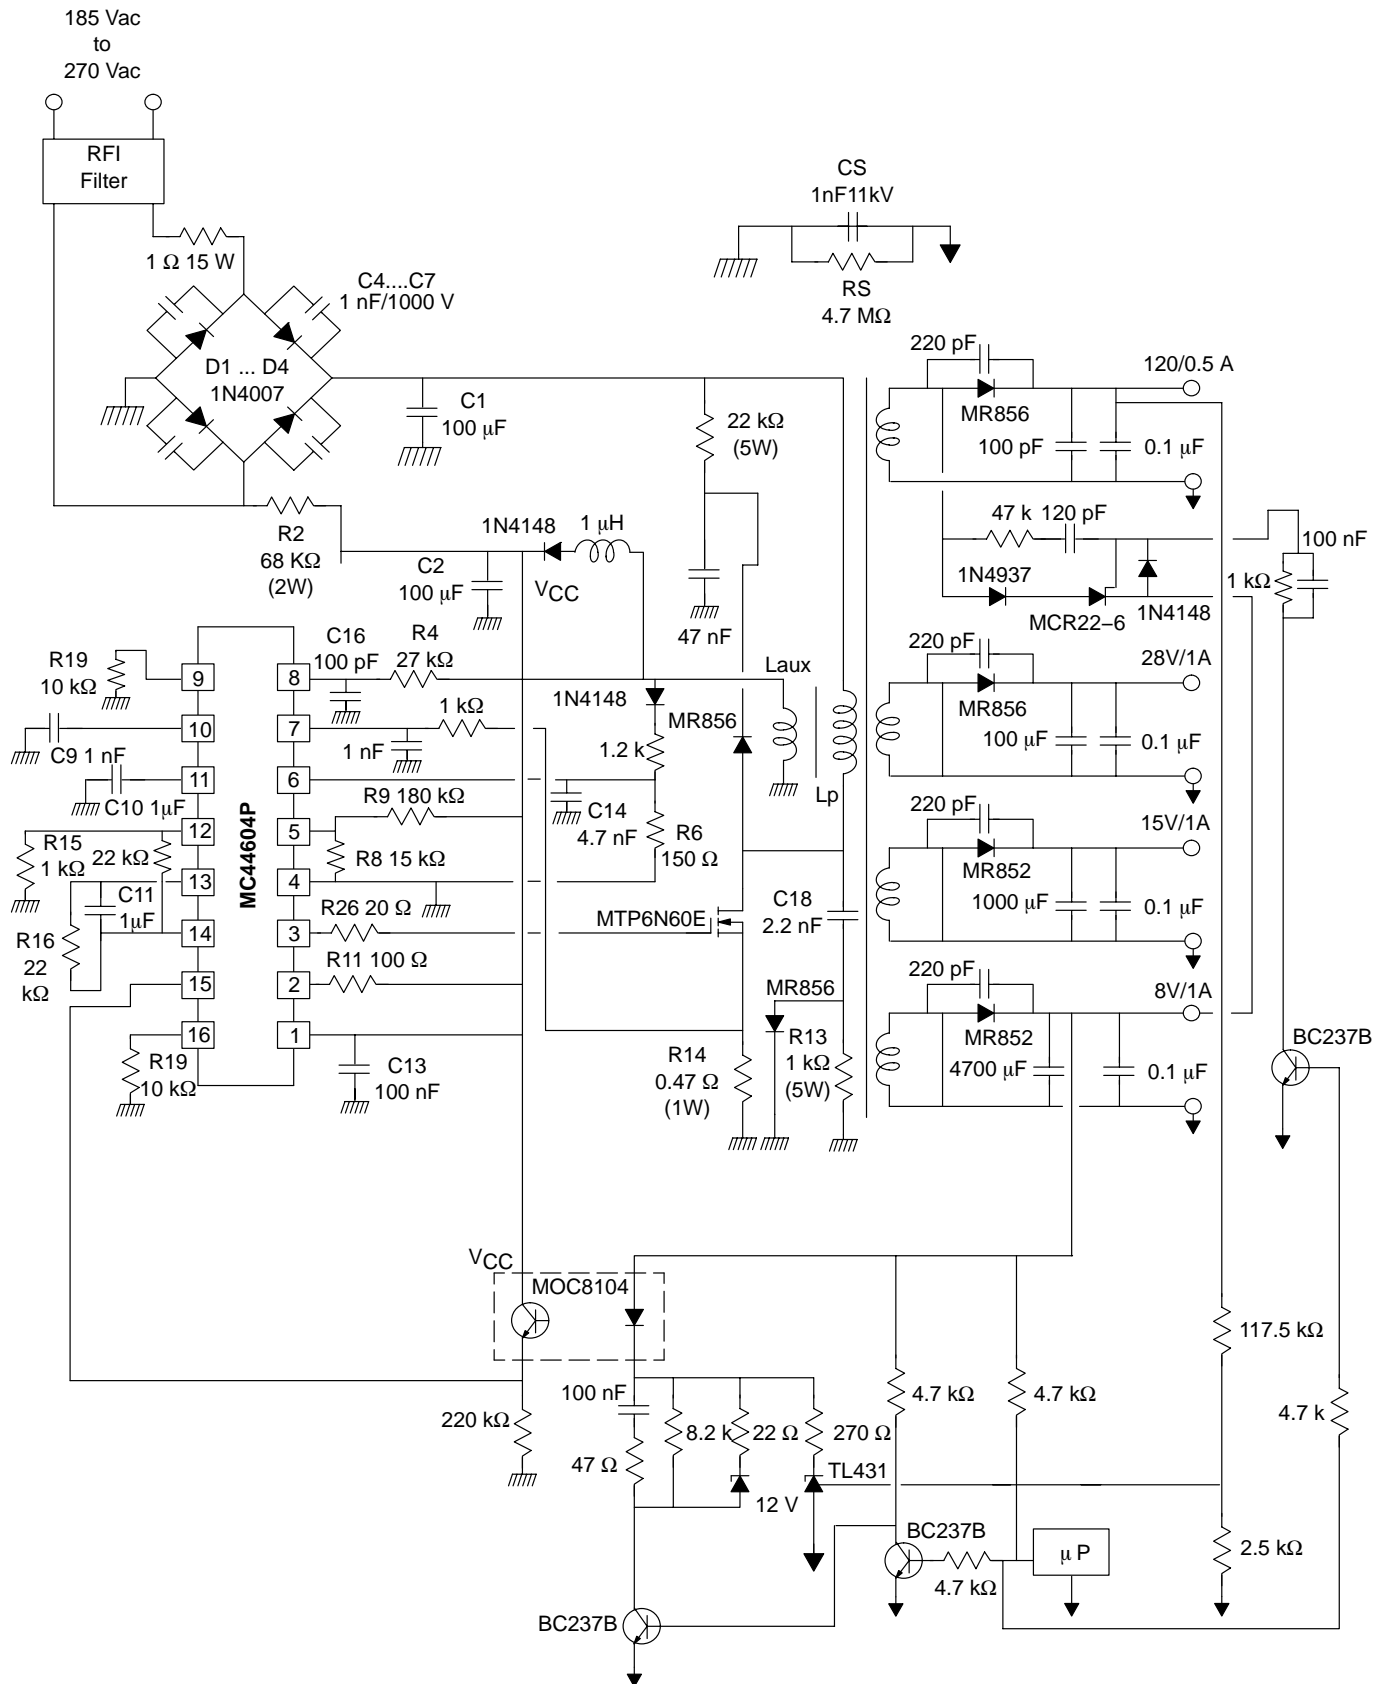 185 Vac
to
270 Vac
RFI
Filter
1 Ω 15 W
C4....C7
1 nF/1000 V
D1 ... D4
1N4007
CS
1nF11kV
RS
4.7 MΩ
C1
100 µF
22 kΩ
(5W)
220 pF
120/0.5 A
MR856
100 pF
0.1 µF
R2
68 KΩ
(2W)
1N4148
1 µH
C2
100 µF
VCC
47 nF
47 k
120 pF
100 nF
1N4937
1 kΩ
MCR22–6
1N4148
R19
10 kΩ
9
8
C16
100 pF
R4
27 kΩ
Laux
220 pF
28V/1A
1N4148
MR856
MR856
10
7
1 kΩ
C9 1 nF
1 nF
1.2 k
100 µF
0.1 µF
11
6
C10 1µF
R9 180 kΩ
C14
4.7 nF
Lp
220 pF
15V/1A
12
5
R15
1 kΩ
22 kΩ
R8 15 kΩ
R6
150 Ω
MR852
MC44604P
13
4
C11
1µF
R26 20 Ω
MTP6N60E
C18
2.2 nF
1000 µF
0.1 µF
R16
22
kΩ
14
3
R11 100 Ω
220 pF
15
2
MR856
8V/1A
16
1
R19
10 kΩ
C13
100 nF
R14
0.47 Ω
(1W)
R13
1 kΩ
(5W)
MR852
4700 µF
0.1 µF
BC237B
VCC
MOC8104
117.5 kΩ
100 nF
4.7 kΩ
4.7 kΩ
4.7 k
220 kΩ
8.2 k
22 Ω
270 Ω
47 Ω
12 V
TL431
BC237B
µ P
2.5 kΩ
4.7 kΩ
BC237B